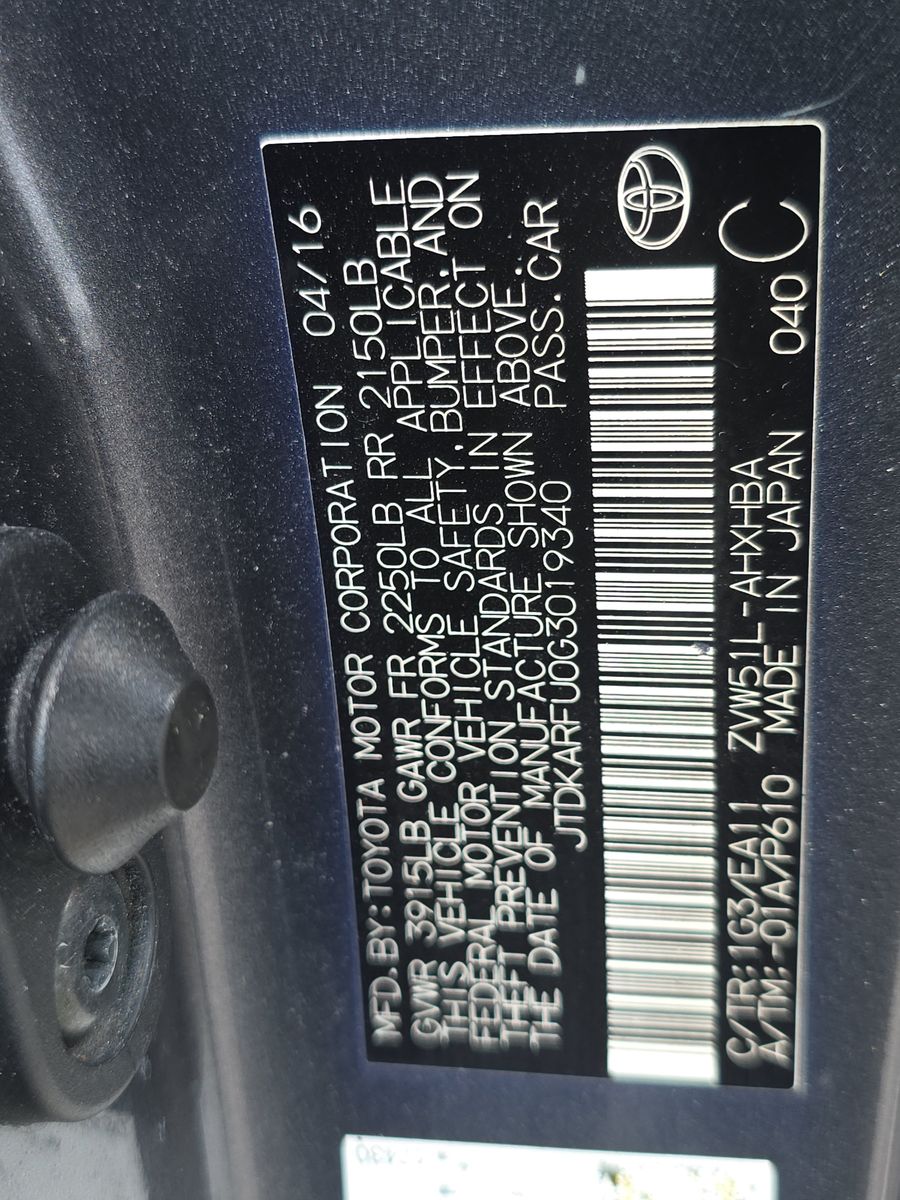 MFD.BY:TOYOTA MOTOR CORPORATION 04/16
GVWR 3915LB GAWR FR 2250LB RR 2150LB
THIS VEHICLE CONFORMS TO ALL APPLICABLE
FEDERAL MOTOR VEHICLE SAFETY,BUMPER,AND
THEFT PREVENTION STANDARDS IN EFFECT ON
THE DATE OF MANUFACTURE SHOWN ABOVE.
JTDKARFU0G3019340 PASS.CAR
C/TR:1G3/EA11 ZVW51L-AHXHBA
A/TM:-01A/P610 MADE IN JAPAN 040 C